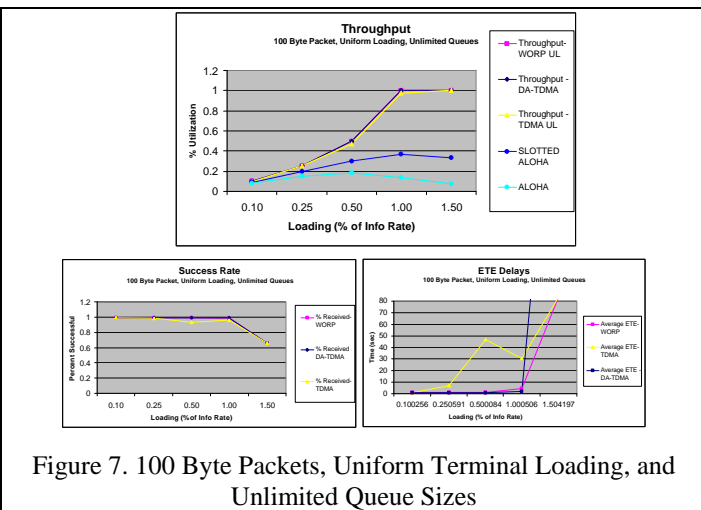 Throughput
100 Byte Packet, Uniform Loading, Unlimited Queues
% Utilization
1.2
1
0.8
0.6
0.4
0.2
0
0.10 0.25 0.50 1.00 1.50
Loading (% of Info Rate)
Throughput-
WORP UL
Throughput -
DA-TDMA
Throughput -
TDMA UL
SLOTTED
ALOHA
ALOHA
Success Rate
100 Byte Packet, Uniform Loading, Unlimited Queues
Percent Successful
1.2
1
0.8
0.6
0.4
0.2
0
0.10 0.25 0.50 1.00 1.50
Loading (%of Info Rate)
% Received-
WORP
% Received
DA-TDMA
% Received-
TDMA
ETE Delays
100 Byte Packet, Uniform Loading, Unlimited Queues
Time (sec)
80
70
60
50
40
30
20
10
0
0.100256 0.250591 0.500084 1.000506 1.504197
Loading (% of Info Rate)
Average ETE-
WORP
Average ETE-
TDMA
Average ETE -
DA-TDMA
Figure 7. 100 Byte Packets, Uniform Terminal Loading, and
Unlimited Queue Sizes